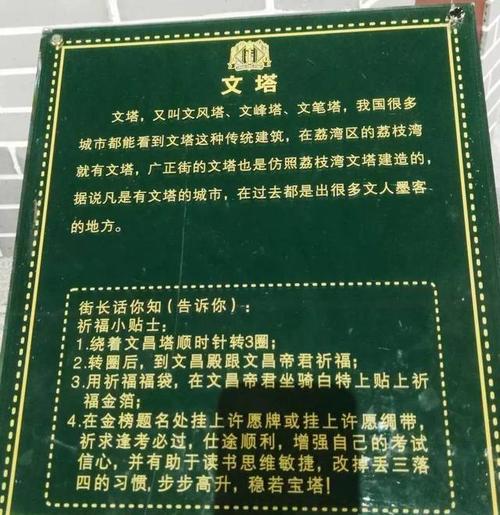 文塔
文塔，又叫文风塔、文峰塔、文笔塔，我国很多
城市都能看到文塔这种传统建筑，在荔湾区的荔枝湾
就有文塔，广正街的文塔也是仿照荔枝湾文塔建造的，
据说凡是有文塔的城市，在过去都是出很多文人墨客
的地方。
街长话你知（告诉你）：
祈福小贴士：
1.绕着文昌塔顺时针转3圈；
2.转圈后，到文昌殿跟文昌帝君祈福；
3.用祈福福袋，在文昌帝君坐骑白特上贴上祈
福金箔；
4.在金榜题名处挂上许愿牌或挂上许愿绸带，
祈求逢考必过，仕途顺利，增强自己的考试
信心，并有助于读书思维敏捷，改掉丢三落
四的习惯，步步高升，稳若宝塔！